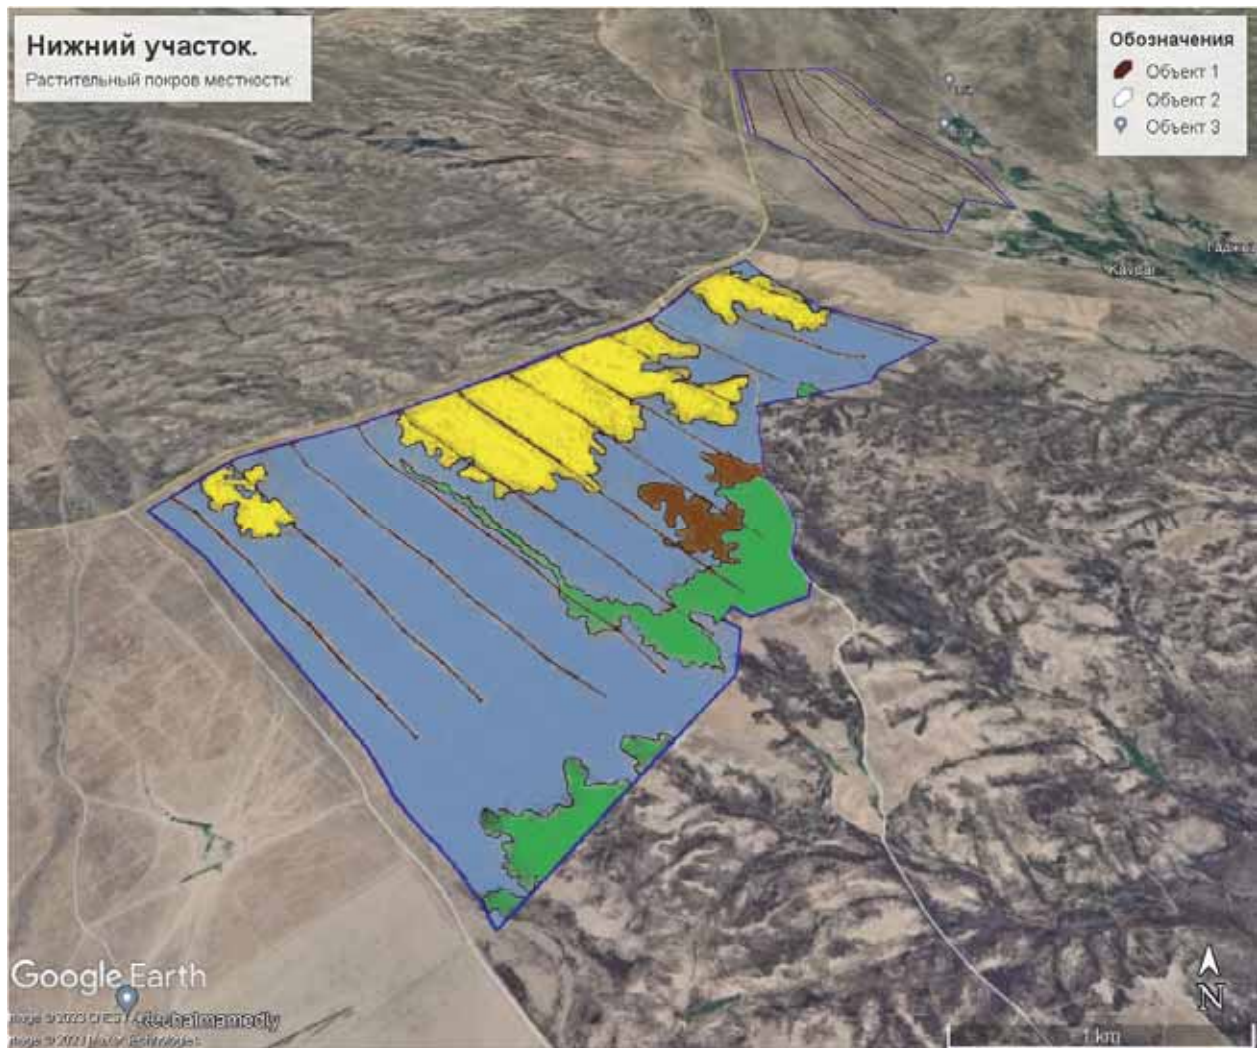 Нижний участок.
Растительный покров местности
Обозначения
Объект 1
Объект 2
Объект 3
Kavdar
Google Earth
1 km
N